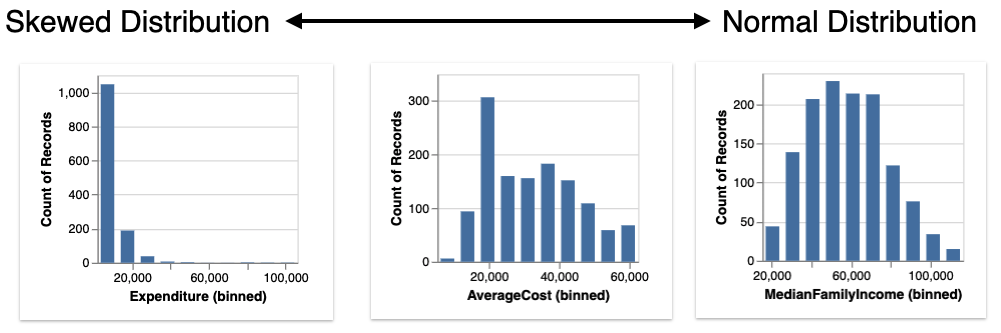 Skewed Distribution
Normal Distribution
Count of Records
1,000
800
600
400
200
0
20,000 60,000 100,000
Expenditure (binned)
Count of Records
300
200
100
0
20,000 40,000 60,000
AverageCost (binned)
Count of Records
200
150
100
50
0
20,000 60,000 100,000
MedianFamilyIncome (binned)